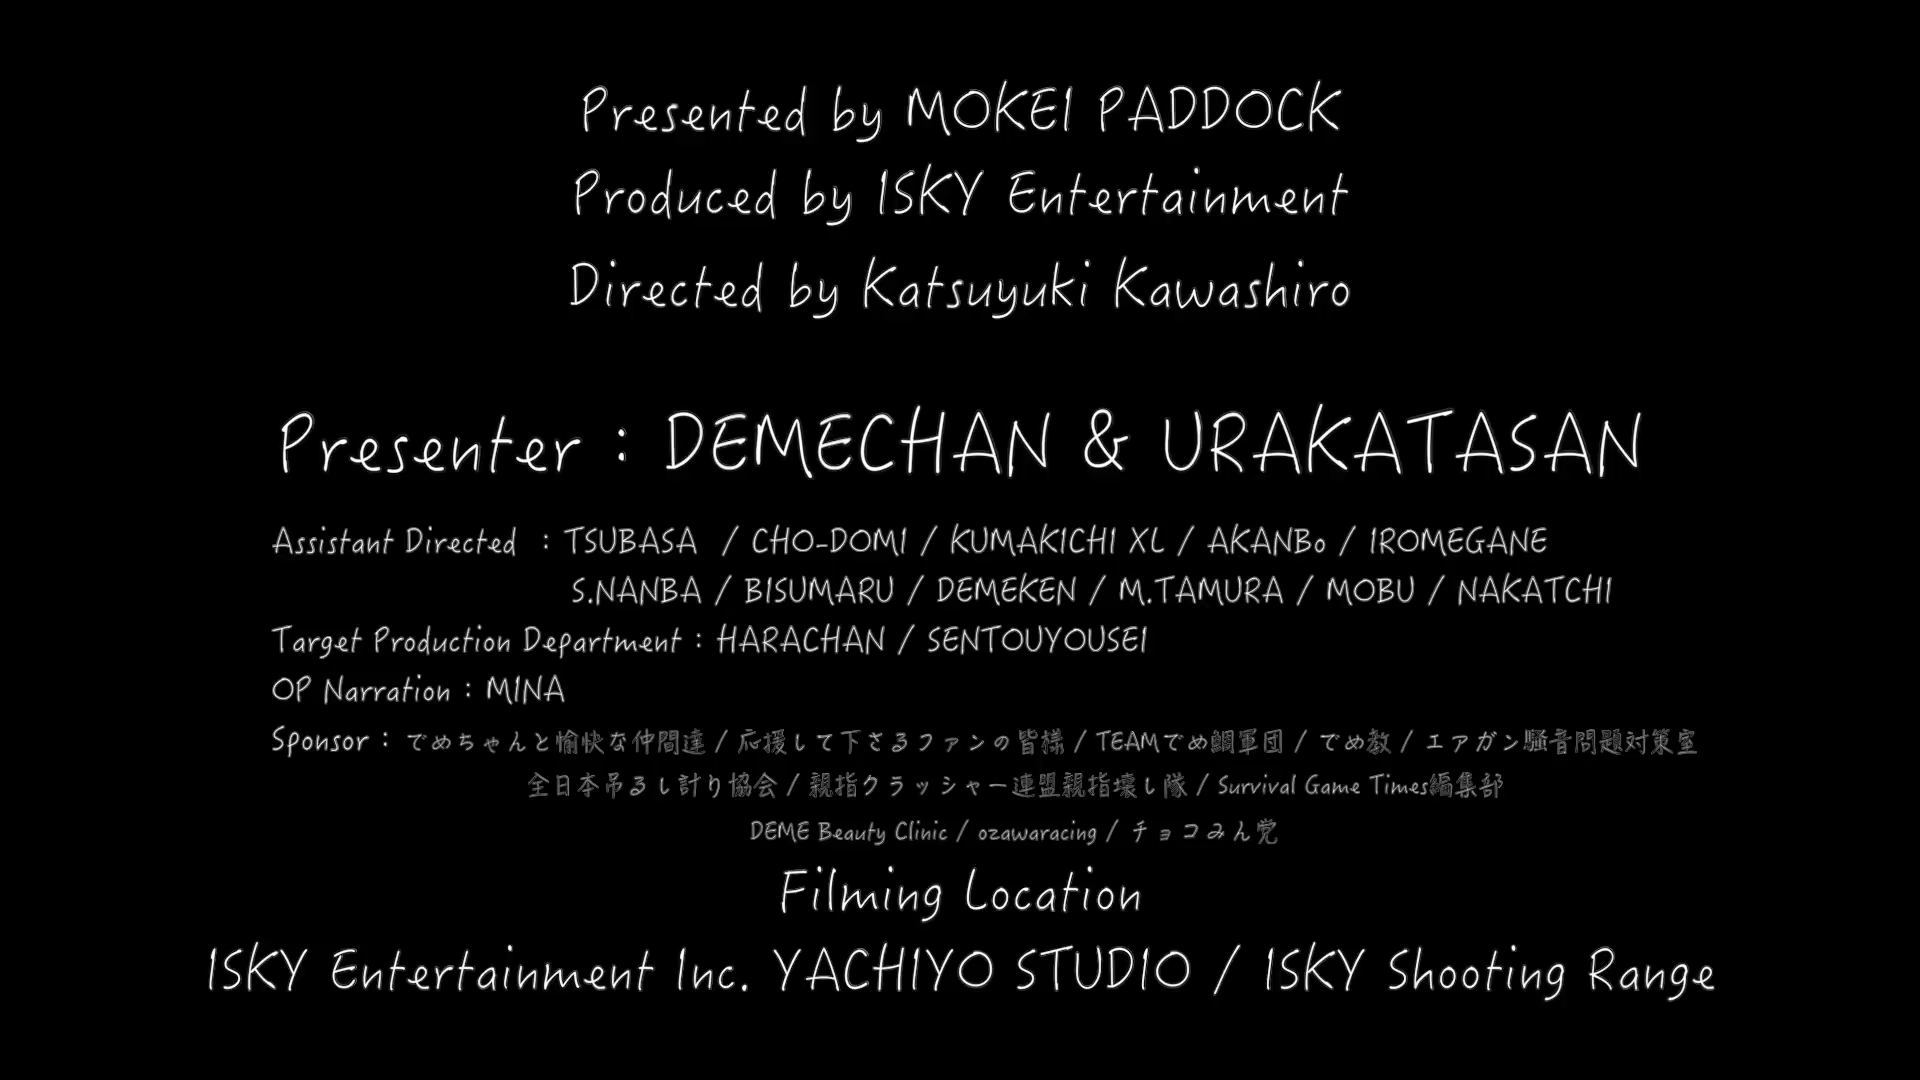 Presented by MOKEI PADDOCK
Produced by ISKY Entertainment
Directed by Katsuyuki Kawashiro
Presenter : DEMECHAN & URAKATASAN
Assistant Directed : TSUBASA / CHO-DOMI / KUMAKICHI XL / AKANBo / IROMEGANE
S.NANBA / BISUMARU / DEMEKEN / M.TAMURA / MOBU / NAKATCHI
Target Production Department : HARACHAN / SENTOUYOUSEI
OP Narration : MINA
Sponsor : でめちゃんと愉快な仲間達 / 応援して下さるファンの皆様 / TEAMでめ鯛軍団 / でめ教 / エアガン騒音問題対策室
全日本吊るし計り協会 / 親指クラッシャー連盟親指壊し隊 / Survival Game Times編集部
DEME Beauty Clinic / ozawaracing / チョコみん党
Filming Location
ISKY Entertainment Inc. YACHIYO STUDIO / ISKY Shooting Range